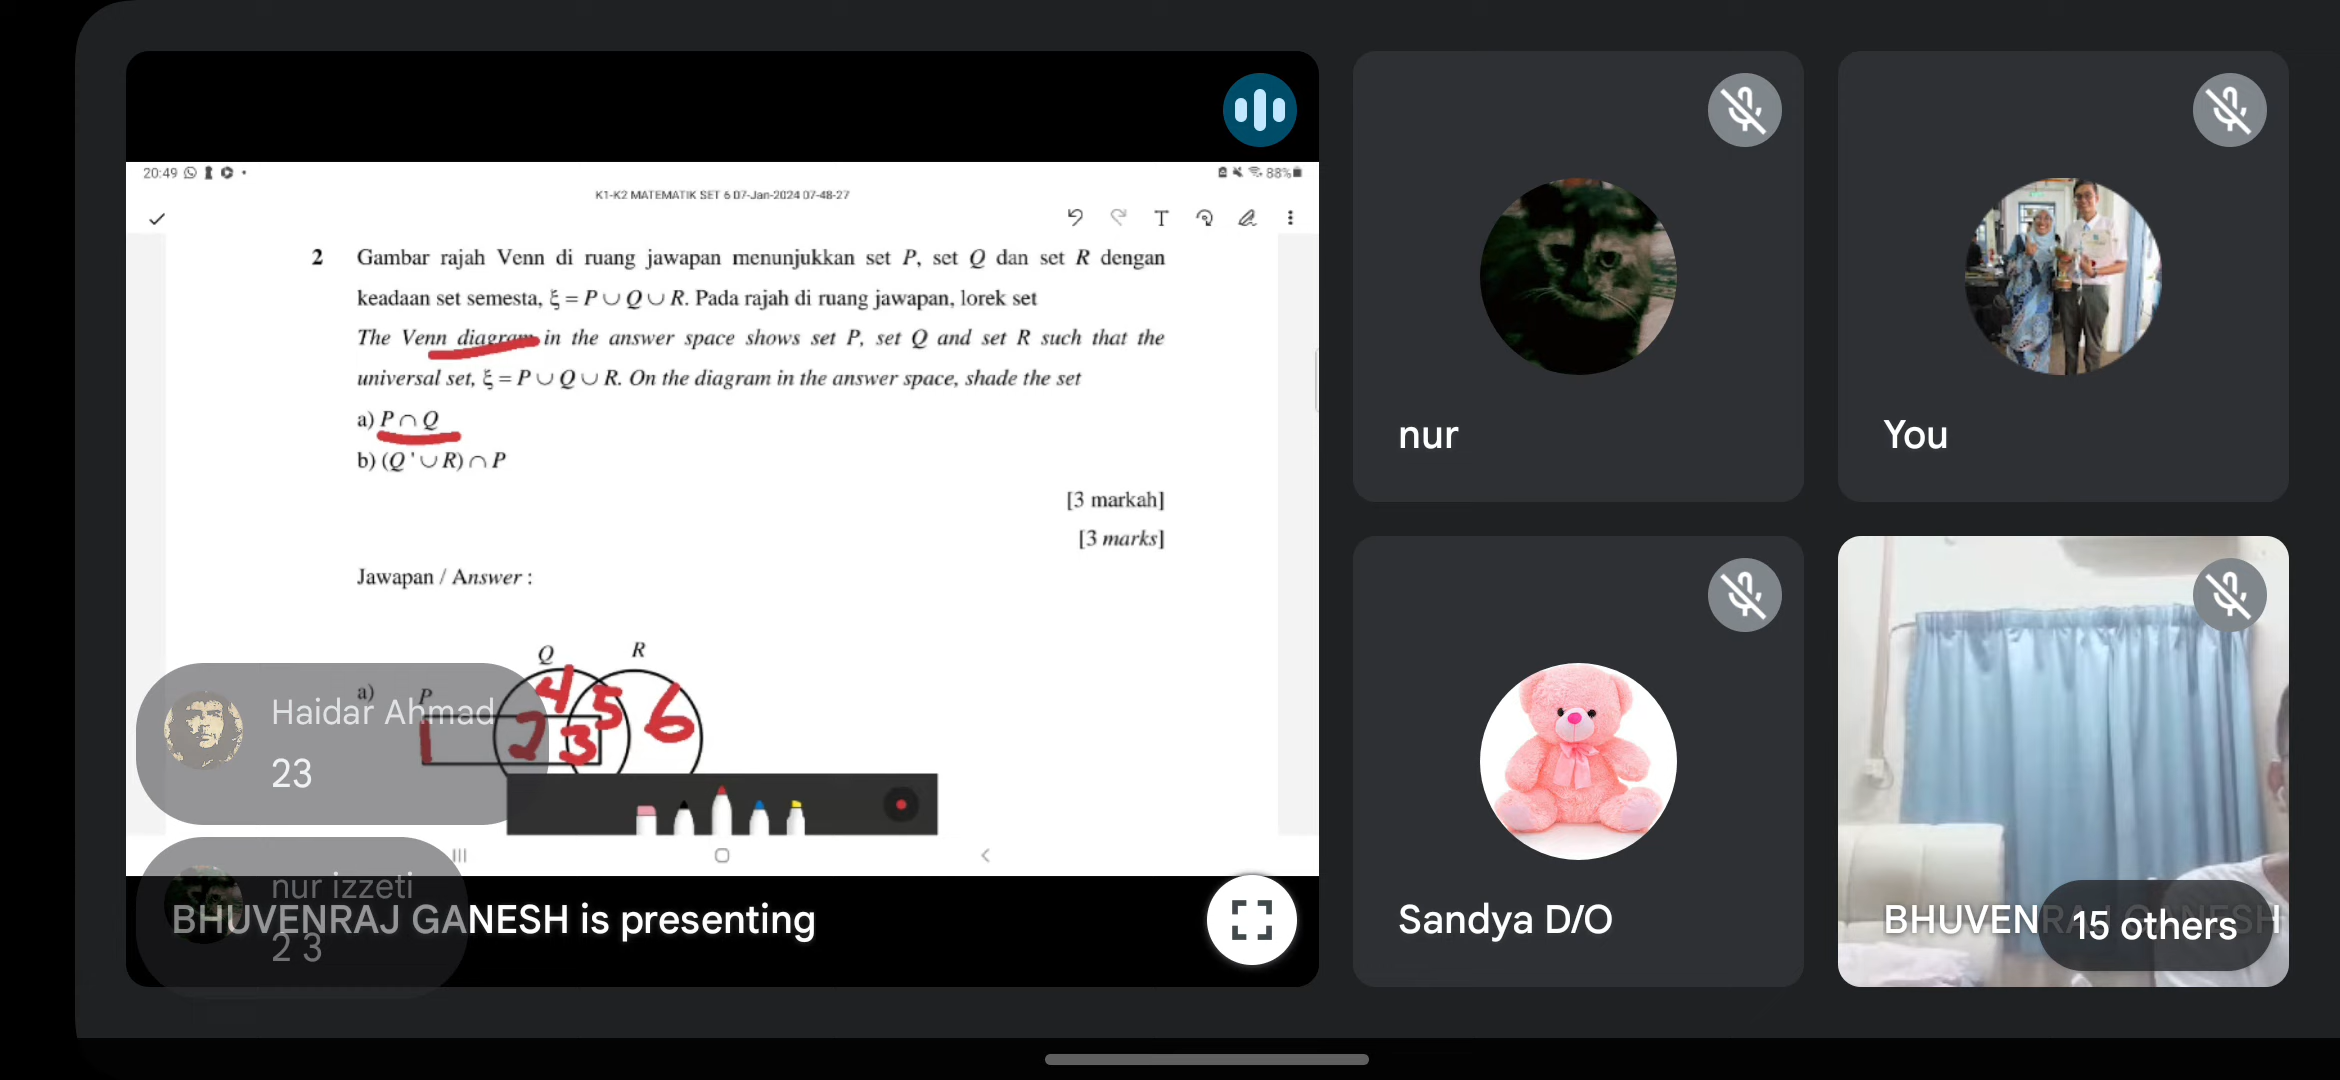 20:49
88%
K1-K2 MATEMATIK SET 6 07-Jan-2024 07-48-27
T
2 Gambar rajah Venn di ruang jawapan menunjukkan set P, set Q dan set R dengan
keadaan set semesta, ξ = P ∪ Q ∪ R. Pada rajah di ruang jawapan, lorek set
The Venn diagram in the answer space shows set P, set Q and set R such that the
universal set, ξ = P ∪ Q ∪ R. On the diagram in the answer space, shade the set
a) P ∩ Q
b) (Q ' ∪ R) ∩ P
[3 markah]
[3 marks]
Jawapan / Answer :
Q R
a) P
4 5 6
1 2 3
Haidar Ahmad
23
nur izzeti
2 3
BHUVENRAJ GANESH is presenting
nur
You
Sandya D/O
BHUVENRAJ GANESH
15 others